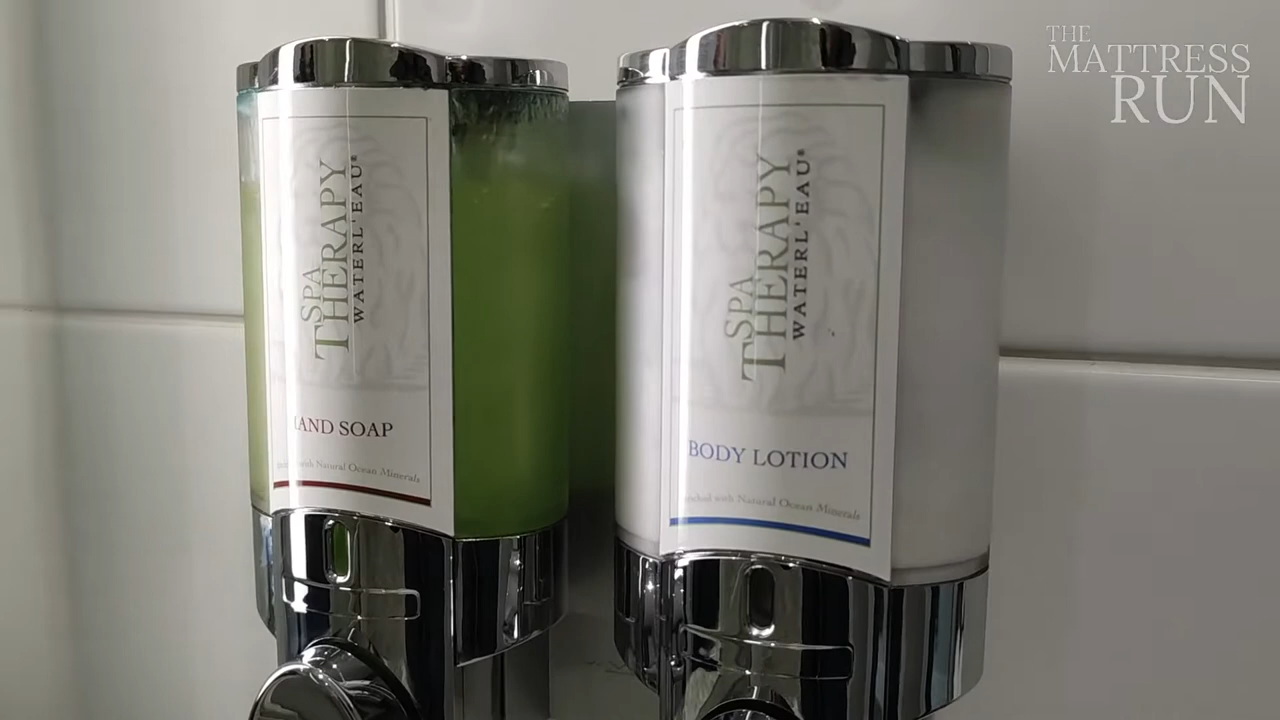 THE
MATTRESS
RUN
SPA
THERAPY
WATERL'EAU®
AND SOAP
with Natural Ocean Minerals
SPA
THERAPY
WATERL'EAU®
BODY LOTION
with Natural Ocean Minerals